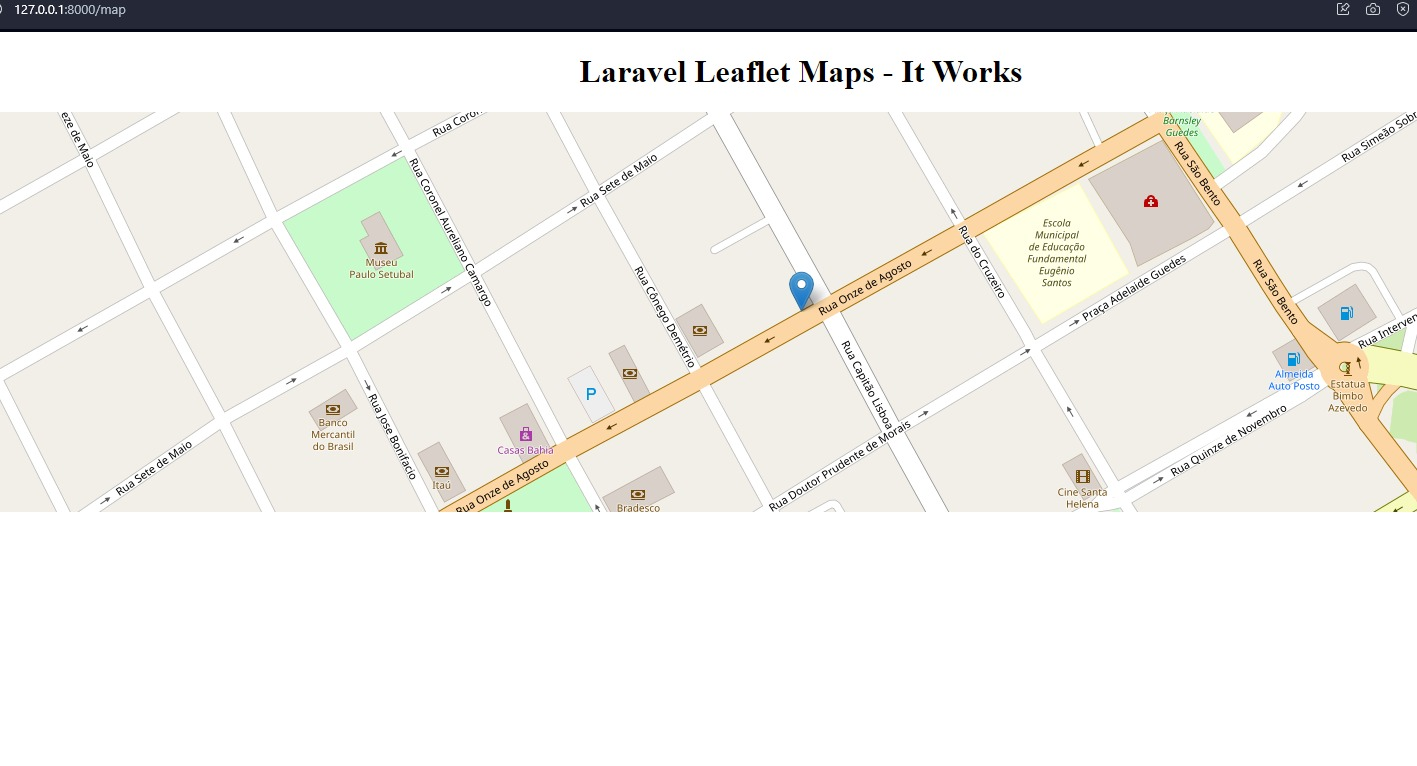 127.0.0.1:8000/map
Laravel Leaflet Maps - It Works
eze de Maio
Rua Coron
Rua Coronel Aureliano Camargo
Rua Sete de Maio
Museu
Paulo Setubal
Rua Cônego Demétrio
Rua Onze de Agosto
Rua Capitão Lisboa
Rua do Cruzeiro
Escola
Municipal
de Educação
Fundamental
Eugênio
Santos
Barnsley
Guedes
Rua São Bento
Rua Simeão Sobr
Praça Adelaide Guedes
Rua São Bento
Rua Interven
Almeida
Auto Posto
Estatua
Bimbo
Azevedo
P
Banco
Mercantil
do Brasil
Rua Jose Bonifacio
Casas Bahia
Itaú
Rua Sete de Maio
Rua Onze de Agosto
Bradesco
Rua Doutor Prudente de Morais
Rua Quinze de Novembro
Cine Santa
Helena